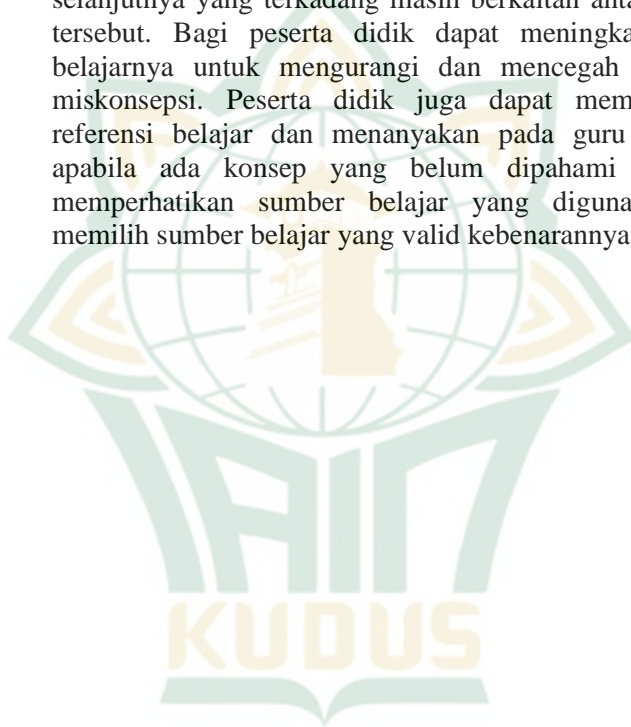 selanjutnya yang terkadang masih berkaitan anta
tersebut. Bagi peserta didik dapat meningka
belajarnya untuk mengurangi dan mencegah
miskonsepsi. Peserta didik juga dapat mem
referensi belajar dan menanyakan pada guru
apabila ada konsep yang belum dipahami
memperhatikan sumber belajar yang diguna
memilih sumber belajar yang valid kebenarannya
IAIN
KUDUS